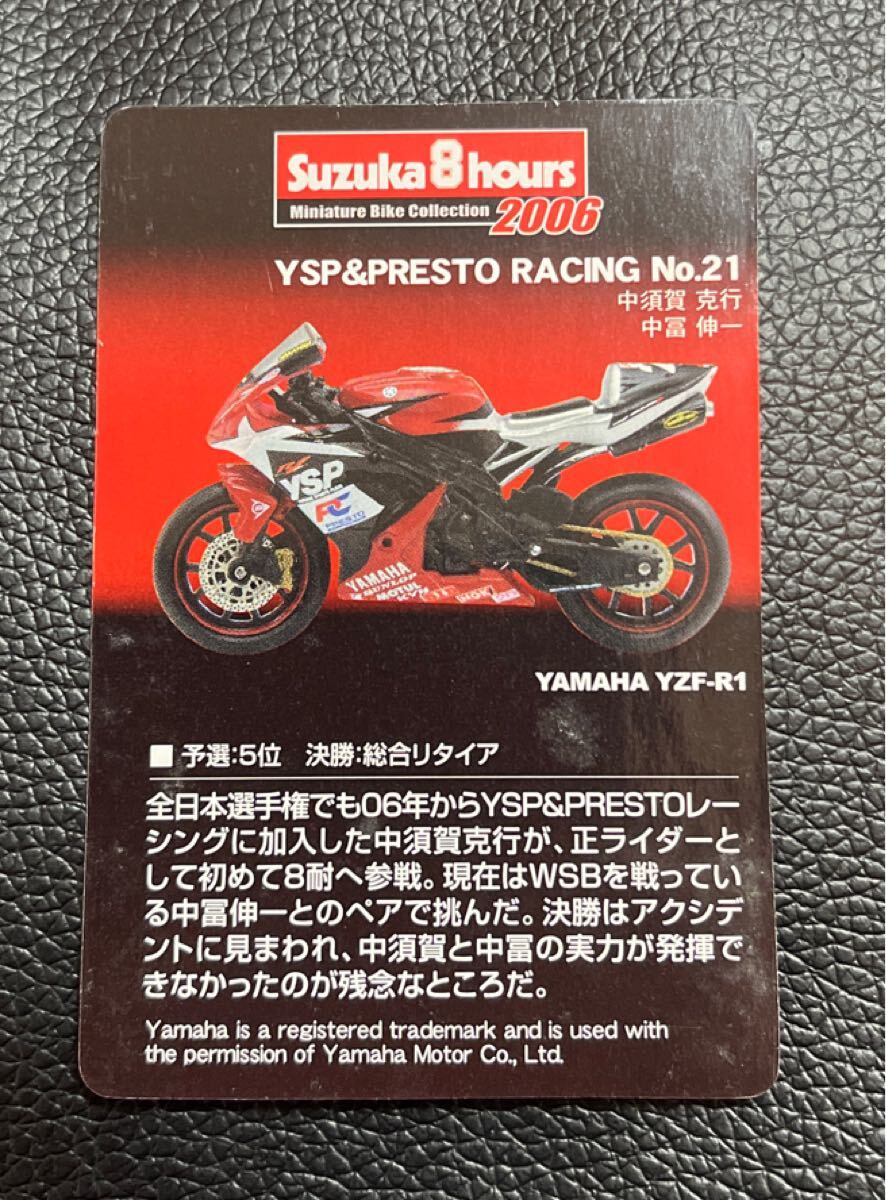 Suzuka 8 hours
Miniature Bike Collection 2006
YSP&PRESTO RACING No.21
中須賀 克行
中冨 伸一
YSP
PRESTO
YAMAHA
DUNLOP
MOTUL
YAMAHA YZF-R1
■ 予選:5位 決勝:総合リタイア
全日本選手権でも06年からYSP&PRESTOレー
シングに加入した中須賀克行が、正ライダーと
して初めて8耐へ参戦。現在はWSBを戦ってい
る中冨伸一とのペアで挑んだ。決勝はアクシデ
ントに見まわれ、中須賀と中冨の実力が発揮で
きなかったのが残念なところだ。
Yamaha is a registered trademark and is used with
the permission of Yamaha Motor Co., Ltd.